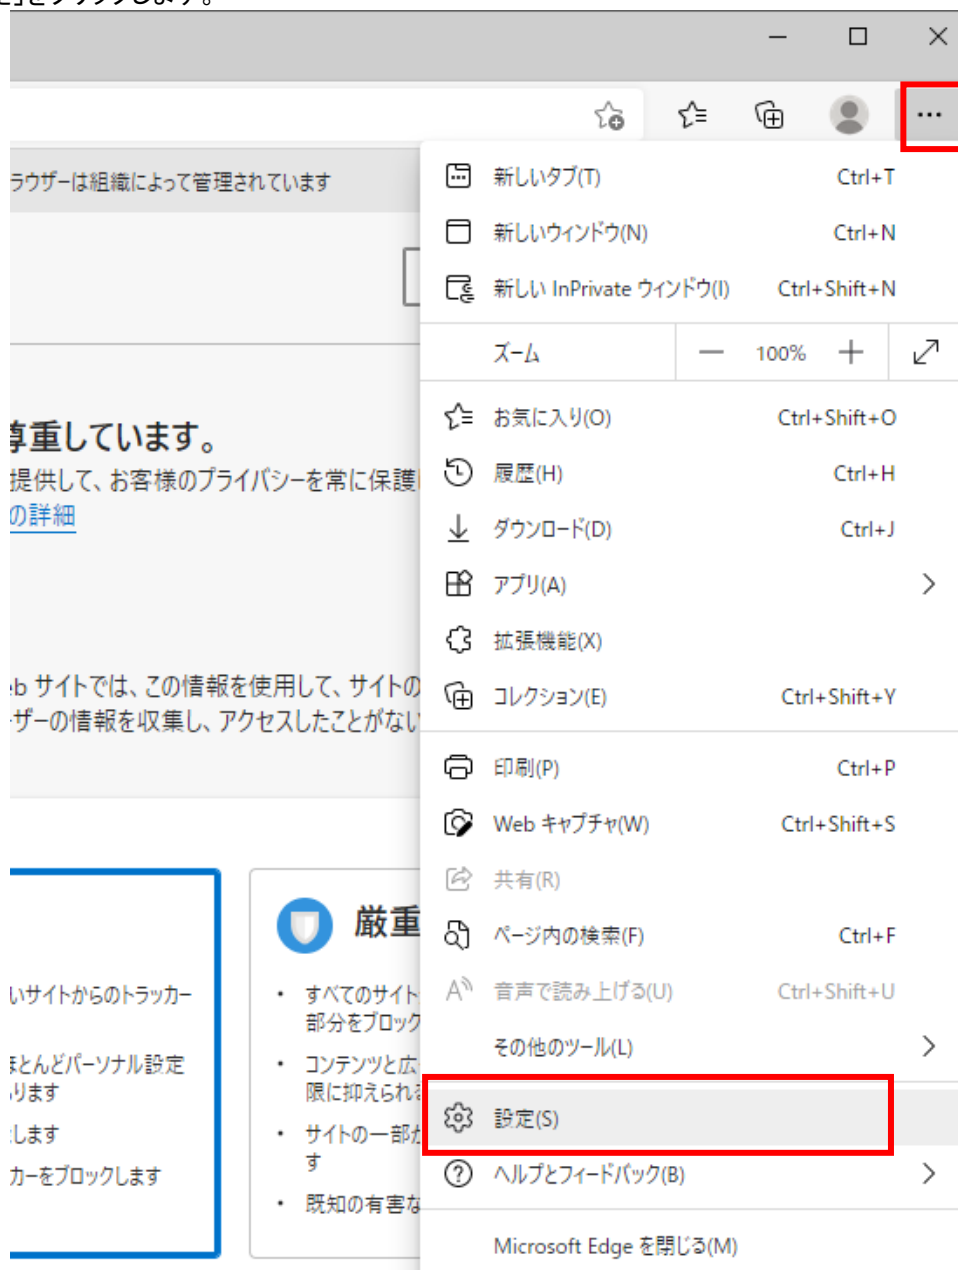 をクリックします。
ラウザーは組織によって管理されています
新しいタブ(T) Ctrl+T
新しいウィンドウ(N) Ctrl+N
新しい InPrivate ウィンドウ(I) Ctrl+Shift+N
ズーム 100%
お気に入り(O) Ctrl+Shift+O
履歴(H) Ctrl+H
ダウンロード(D) Ctrl+J
アプリ(A)
拡張機能(X)
コレクション(E) Ctrl+Shift+Y
印刷(P) Ctrl+P
Web キャプチャ(W) Ctrl+Shift+S
共有(R)
ページ内の検索(F) Ctrl+F
音声で読み上げる(U) Ctrl+Shift+U
その他のツール(L)
設定(S)
ヘルプとフィードバック(B)
Microsoft Edge を閉じる(M)
尊重しています。
提供して、お客様のプライバシーを常に保護
の詳細
eb サイトでは、この情報を使用して、サイトの
ザーの情報を収集し、アクセスしたことがない
いサイトからのトラッカー
ほとんどパーソナル設定
ります
します
カーをブロックします
厳重
• すべてのサイト
部分をブロック
• コンテンツと広
限に抑えられ
• サイトの一部が
す
• 既知の有害な